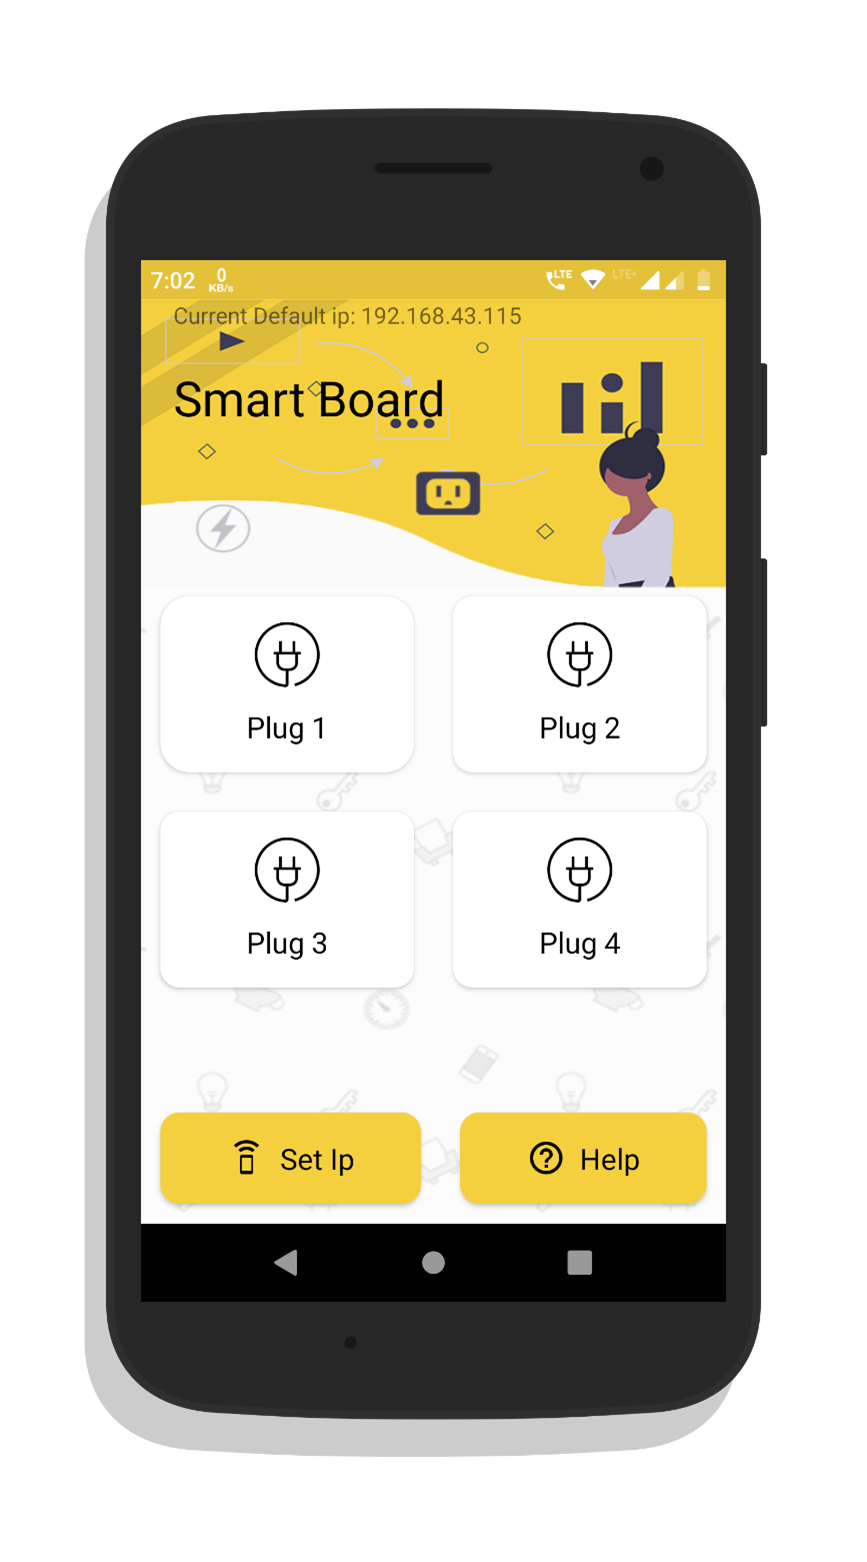 7:02 0 KB/s LTE LTE+
Current Default ip: 192.168.43.115
Smart Board
Plug 1 Plug 2
Plug 3 Plug 4
Set Ip Help